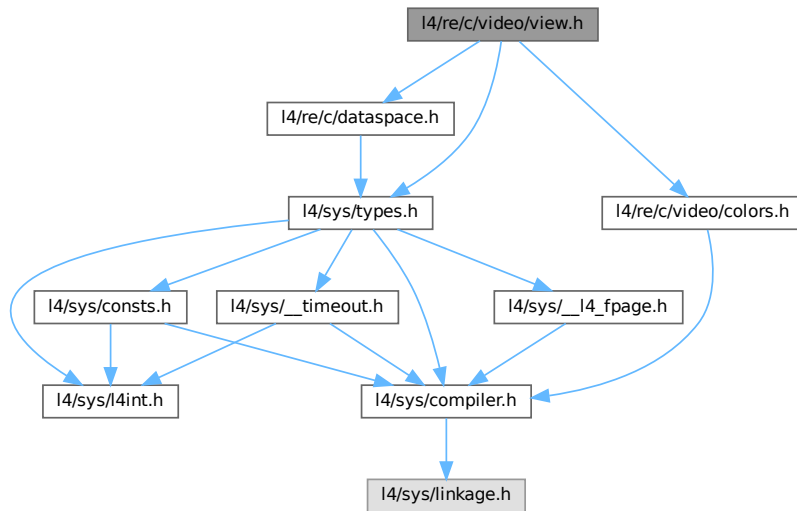 l4/re/c/video/view.h
l4/re/c/dataspace.h
l4/sys/types.h
l4/re/c/video/colors.h
l4/sys/consts.h
l4/sys/__timeout.h
l4/sys/__l4_fpage.h
l4/sys/l4int.h
l4/sys/compiler.h
l4/sys/linkage.h